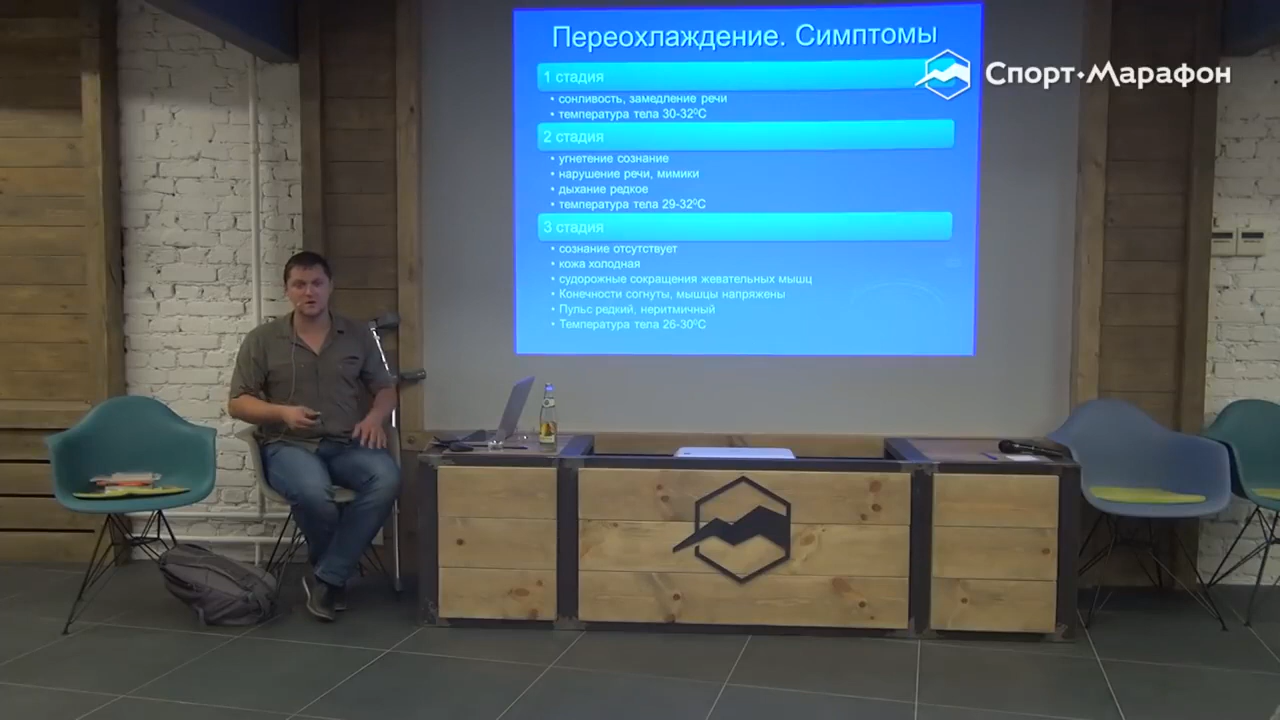 Переохлаждение. Симптомы
Спорт-Марафон
1 стадия
• сонливость, замедление речи
• температура тела 30-32⁰С
2 стадия
• угнетение сознание
• нарушение речи, мимики
• дыхание редкое
• температура тела 29-32⁰С
3 стадия
• сознание отсутствует
• кожа холодная
• судорожные сокращения жевательных мышц
• Конечности согнуты, мышцы напряжены
• Пульс редкий, неритмичный
• Температура тела 26-30⁰С